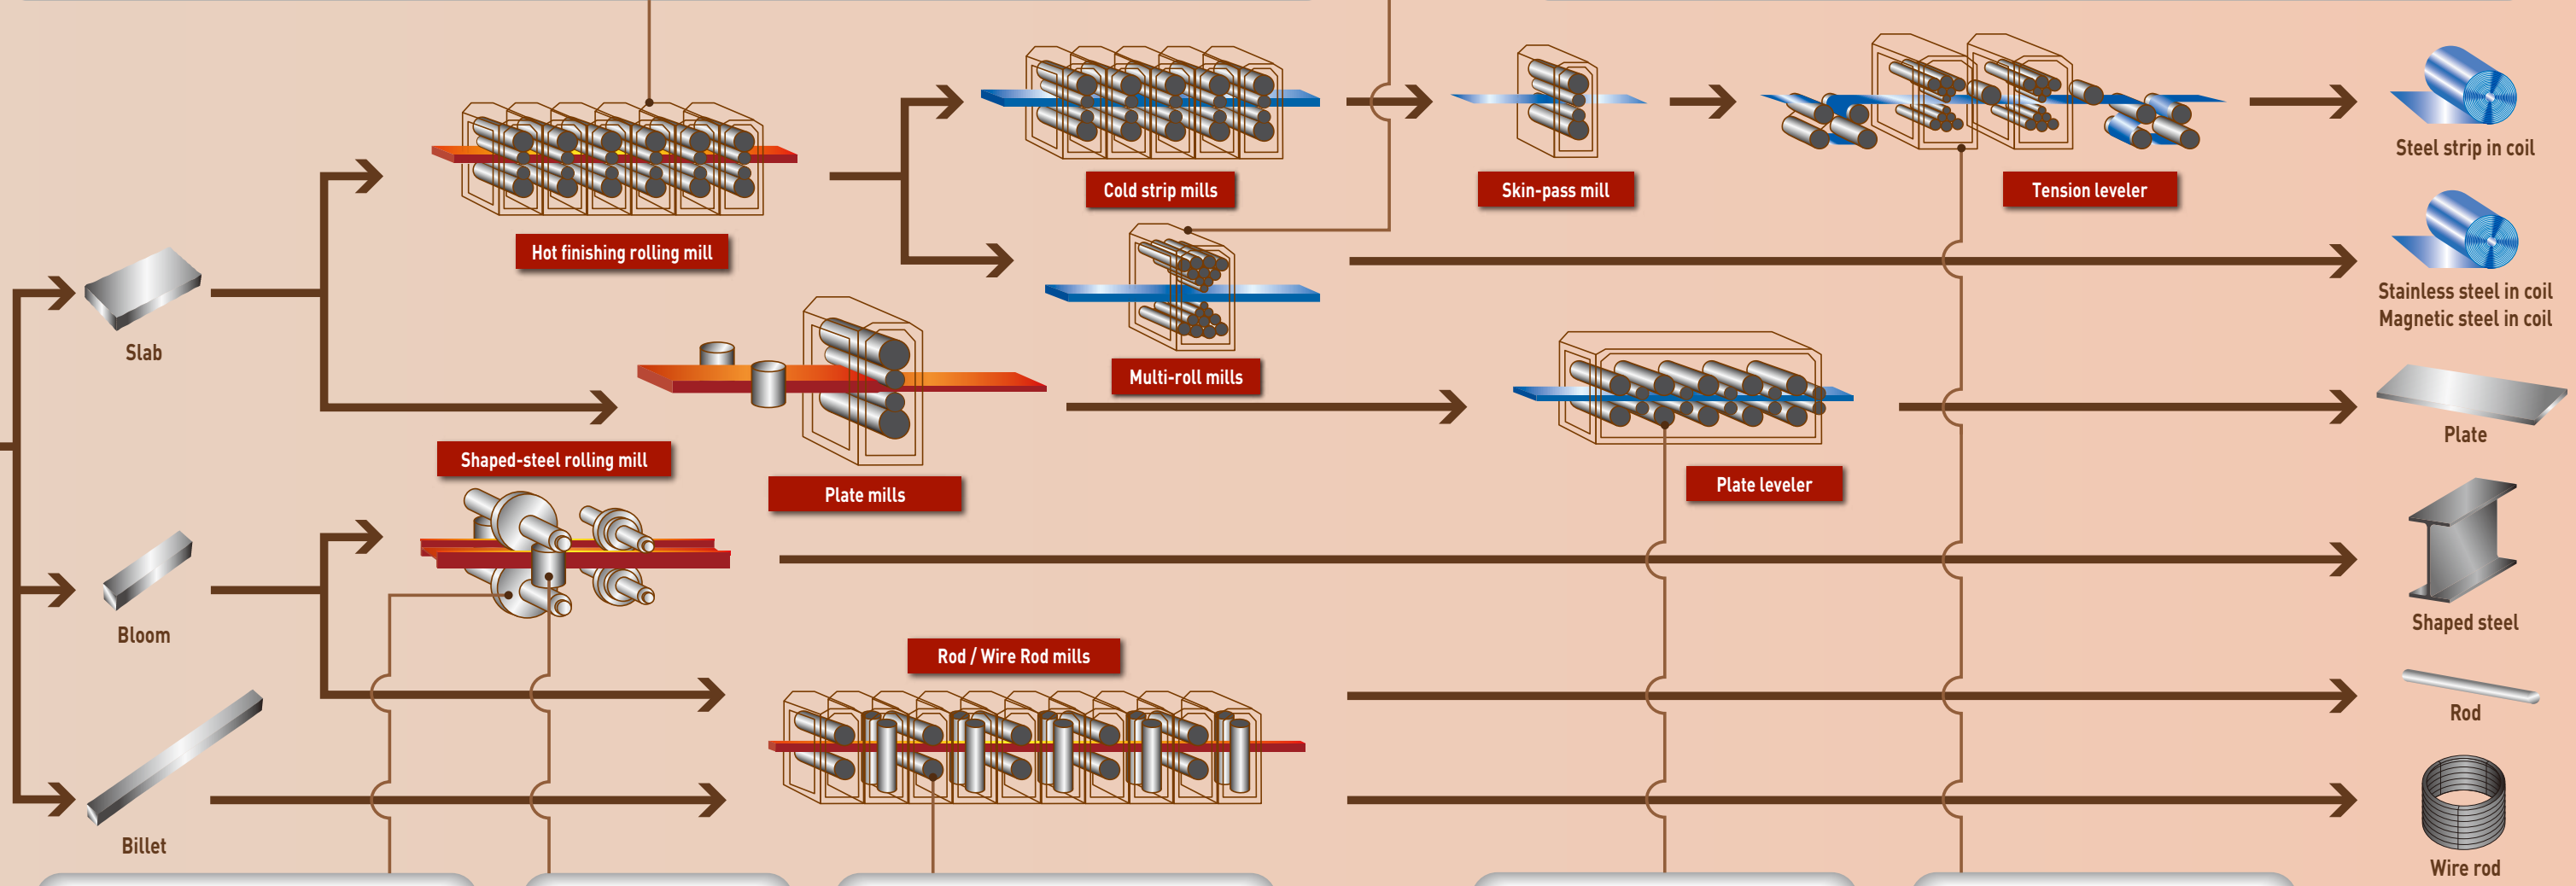 Cold strip mills
Skin-pass mill
Tension leveler
Steel strip in coil
Hot finishing rolling mill
Stainless steel in coil
Magnetic steel in coil
Slab
Multi-roll mills
Plate
Shaped-steel rolling mill
Plate mills
Plate leveler
Bloom
Shaped steel
Rod / Wire Rod mills
Rod
Billet
Wire rod